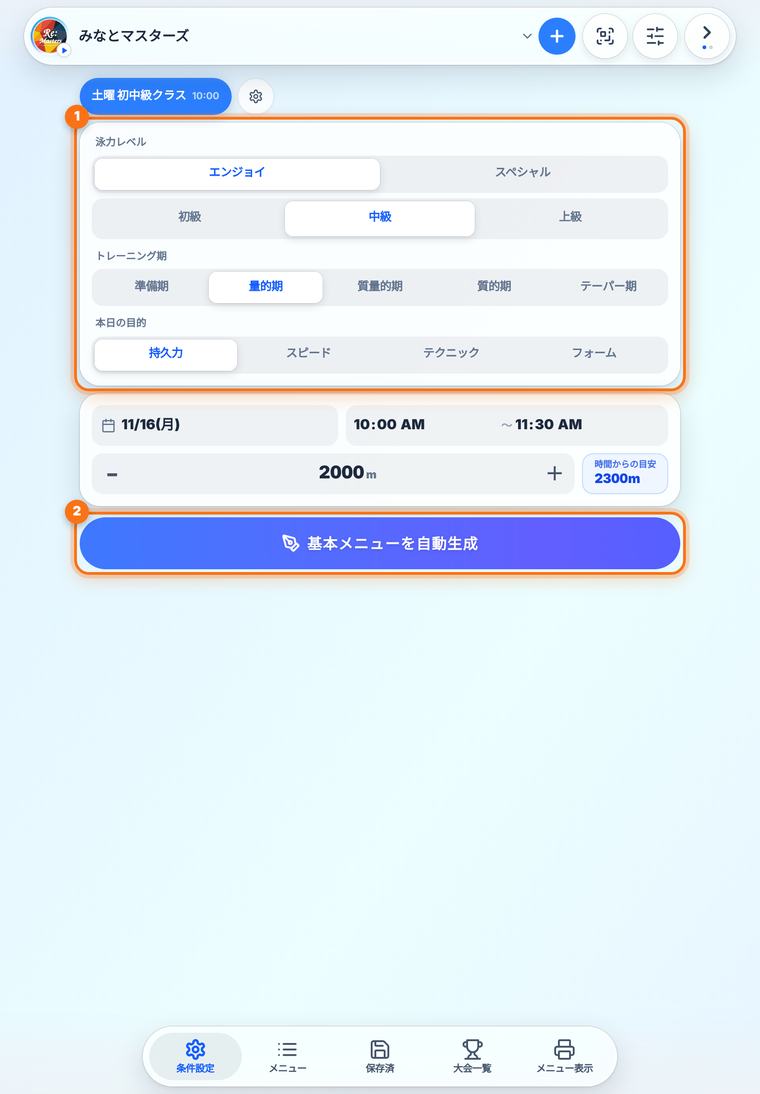 Re:
Masters
みなとマスターズ
土曜 初中級クラス 10:00
1
泳力レベル
エンジョイ スペシャル
初級 中級 上級
トレーニング期
準備期 量的期 質量的期 質的期 テーパー期
本日の目的
持久力 スピード テクニック フォーム
11/16(月) 10:00 AM ～ 11:30 AM
− 2000 m + 時間からの目安
2300m
2
基本メニューを自動生成
条件設定 メニュー 保存済 大会一覧 メニュー表示